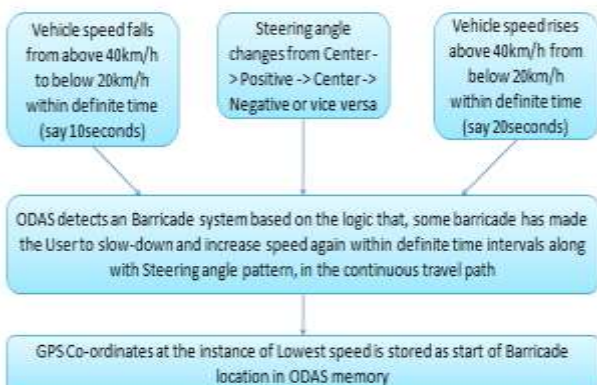 Vehicle speed falls
from above 40km/h
to below 20km/h
within definite time
(say 10seconds)
Steering angle
changes from Center-
> Positive -> Center->
Negative or vice versa
Vehicle speed rises
above 40km/h from
below 20km/h
within definite time
(say 20seconds)
ODAS detects an Barricade system based on the logic that, some barricade has made
the User to slow-down and increase speed again within definite time intervals along
with Steering angle pattern, in the continuous travel path
GPS Co-ordinates at the instance of Lowest speed is stored as start of Barricade
location in ODAS memory